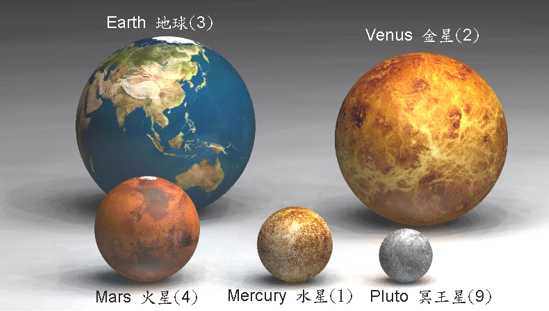 Earth 地球(3)
Venus 金星(2)
Mars 火星(4)
Mercury 水星(1)
Pluto 冥王星(9)